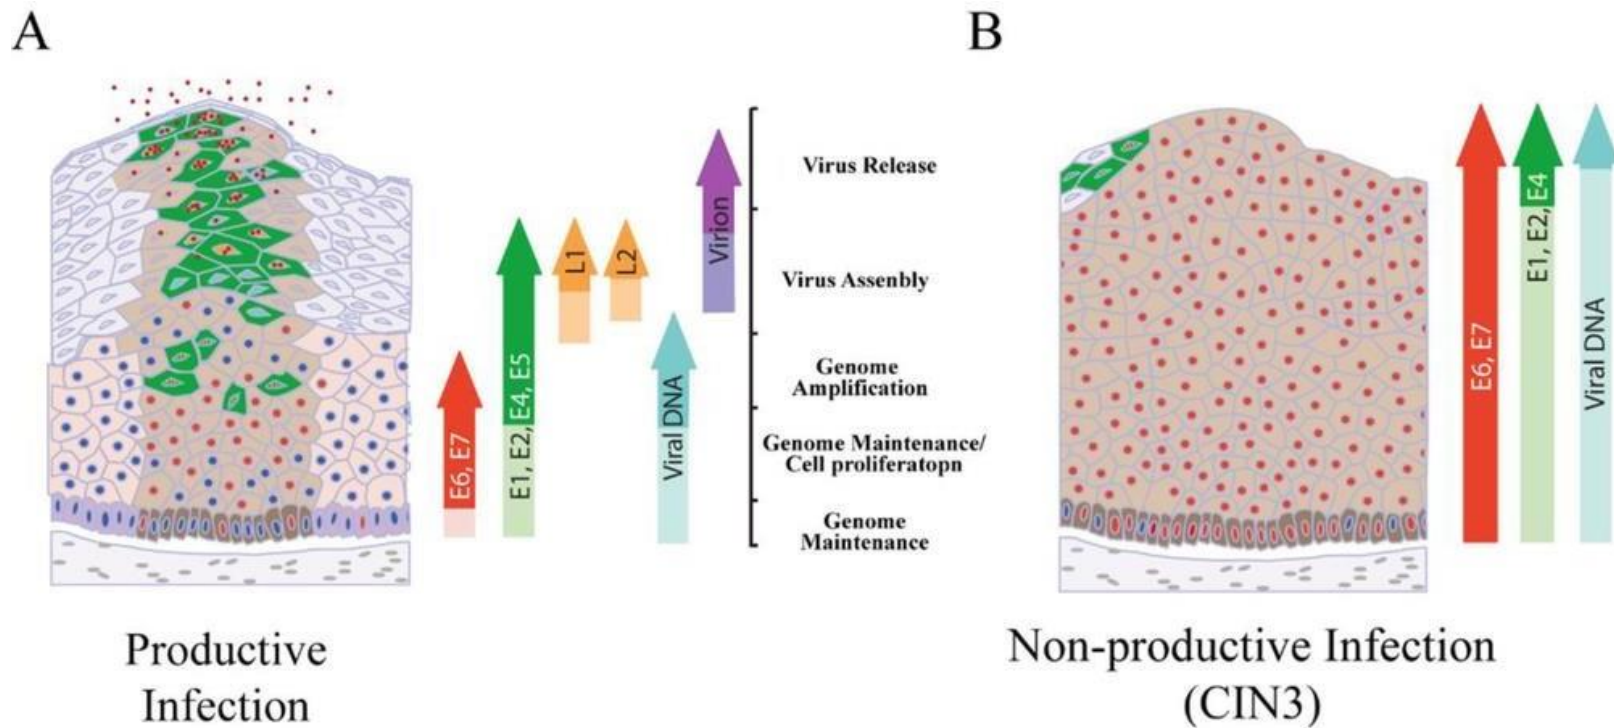 A
B
E6, E7
E1, E2, E4, E5
L1
L2
Viral DNA
Virion
Virus Release
Virus Assenbly
Genome
Amplification
Genome Maintenance/
Cell proliferatopn
Genome
Maintenance
E6, E7
E1, E2, E4
Viral DNA
Productive
Infection
Non-productive Infection
(CIN3)